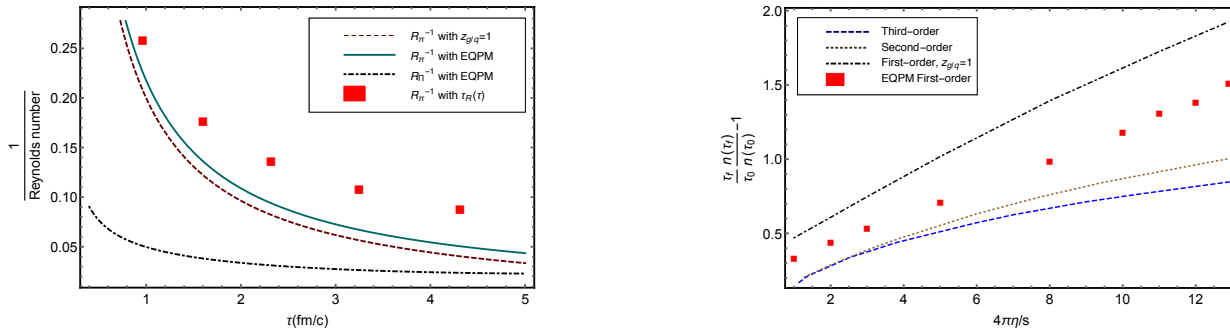 0.25
0.20
0.15
0.10
0.05
1
Reynolds number
1
2
3
4
5
τ(fm/c)
R_π^−1 with z_g/q=1
R_π^−1 with EQPM
R_Π^−1 with EQPM
R_π^−1 with τ_R(τ)
2.0
1.5
1.0
0.5
τ_f n(τ_f)
τ_0 n(τ_0)
−1
2
4
6
8
10
12
4πη/s
Third−order
Second−order
First−order, z_g/q=1
EQPM First−order